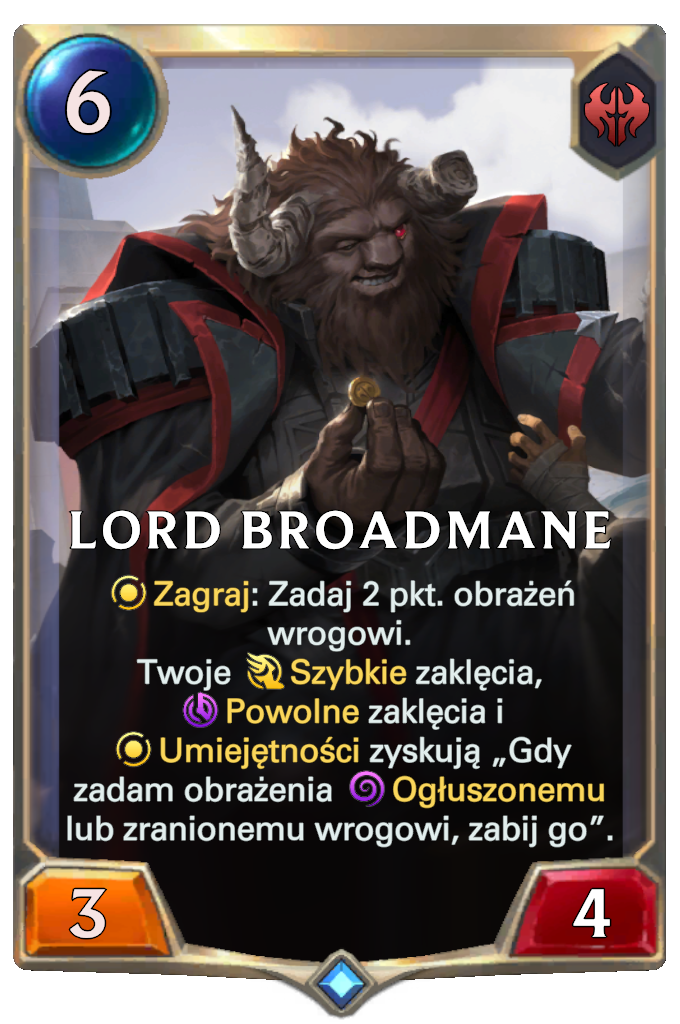 6
LORD BROADMANE
Zagraj: Zadaj 2 pkt. obrażeń
wrogowi.
Twoje Szybkie zaklęcia,
Powolne zaklęcia i
Umiejętności zyskują „Gdy
zadam obrażenia Ogłuszonemu
lub zranionemu wrogowi, zabij go”.
3
4